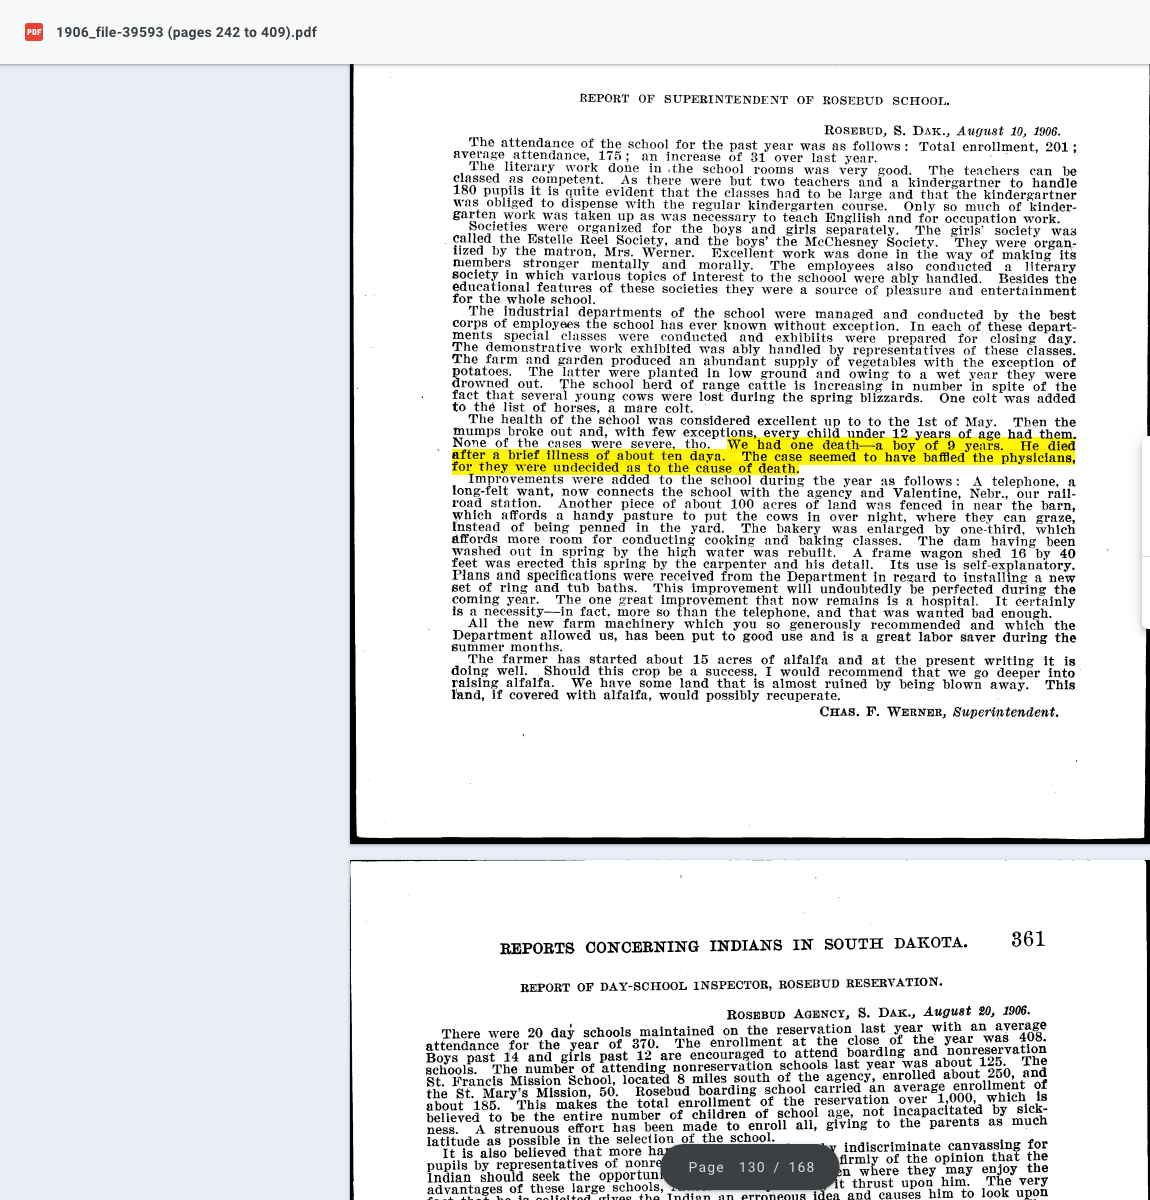 PDF
1906_file-39593 (pages 242 to 409).pdf
REPORT OF SUPERINTENDENT OF ROSEBUD SCHOOL.
ROSEBUD, S. DAK., August 10, 1906.
The attendance of the school for the past year was as follows: Total enrollment, 201;
average attendance, 175; an increase of 31 over last year.
The literary work done in the school rooms was very good. The teachers can be
classed as competent. As there were but two teachers and a kindergartner to handle
180 pupils it is quite evident that the classes had to be large and that the kindergartner
was obliged to dispense with the regular kindergarten course. Only so much of kinder-
garten work was taken up as was necessary to teach Engliish and for occupation work.
Societies were organized for the boys and girls separately. The girls' society was
called the Estelle Reel Society, and the boys' the McChesney Society. They were organ-
iized by the matron, Mrs. Werner. Excellent work was done in the way of making its
members stronger mentally and morally. The employees also conducted a literary
society in which various topics of interest to the schoool were ably handled. Besides the
educational features of these societies they were a source of pleasure and entertainment
for the whole school.
The industrial departments of the school were managed and conducted by the best
corps of employees the school has ever known without exception. In each of these depart-
ments special classes were conducted and exhibiits were prepared for closing day.
The demonstrative work exhibited was ably handled by representatives of these classes.
The farm and garden produced an abundant supply of vegetables with the exception of
potatoes. The latter were planted in low ground and owing to a wet year they were
drowned out. The school herd of range cattle is increasing in number in spite of the
fact that several young cows were lost during the spring blizzards. One colt was added
to the list of horses, a mare colt.
The health of the school was considered excellent up to to the 1st of May. Then the
mumps broke out and, with few exceptions, every child under 12 years of age had them.
None of the cases were severe, tho. We had one death—a boy of 9 years. He died
after a brief illness of about ten daya. The case seemed to have baffled the physicians,
for they were undecided as to the cause of death.
Improvements were added to the school during the year as follows: A telephone, a
long-felt want, now connects the school with the agency and Valentine, Nebr., our rail-
road station. Another piece of about 100 acres of land was fenced in near the barn,
which affords a handy pasture to put the cows in over night, where they can graze,
instead of being penned in the yard. The bakery was enlarged by one-third, which
affords more room for conducting cooking and baking classes. The dam having been
washed out in spring by the high water was rebuilt. A frame wagon shed 16 by 40
feet was erected this spring by the carpenter and his detail. Its use is self-explanatory.
Plans and specifications were received from the Department in regard to installing a new
set of ring and tub baths. This improvement will undoubtedly be perfected during the
coming year. The one great improvement that now remains is a hospital. It certainly
is a necessity—in fact, more so than the telephone, and that was wanted bad enough.
All the new farm machinery which you so generously recommended and which the
Department allowed us, has been put to good use and is a great labor saver during the
summer months.
The farmer has started about 15 acres of alfalfa and at the present writing it is
doing well. Should this crop be a success, I would recommend that we go deeper into
raising alfalfa. We have some land that is almost ruined by being blown away. This
land, if covered with alfalfa, would possibly recuperate.
CHAS. F. WERNER, Superintendent.
REPORTS CONCERNING INDIANS IN SOUTH DAKOTA. 361
REPORT OF DAY-SCHOOL INSPECTOR, ROSEBUD RESERVATION.
ROSEBUD AGENCY, S. DAK., August 20, 1906.
There were 20 day schools maintained on the reservation last year with an average
attendance for the year of 370. The enrollment at the close of the year was 408.
Boys past 14 and girls past 12 are encouraged to attend boarding and nonreservation
schools. The number of attending nonreservation schools last year was about 125. The
St. Francis Mission School, located 8 miles south of the agency, enrolled about 250, and
the St. Mary's Mission, 50. Rosebud boarding school carried an average enrollment of
about 185. This makes the total enrollment of the reservation over 1,000, which is
believed to be the entire number of children of school age, not incapacitated by sick-
ness. A strenuous effort has been made to enroll all, giving to the parents as much
latitude as possible in the selection of the school.
It is also believed that more indiscriminate canvassing for
pupils by representatives of firmly of the opinion that the
Indian should seek the where they may enjoy the
advantages of these large schools, it thrust upon him. The very
fact that he is solicited gives the Indian an erroneous idea and causes him to look upon
Page 130 / 168